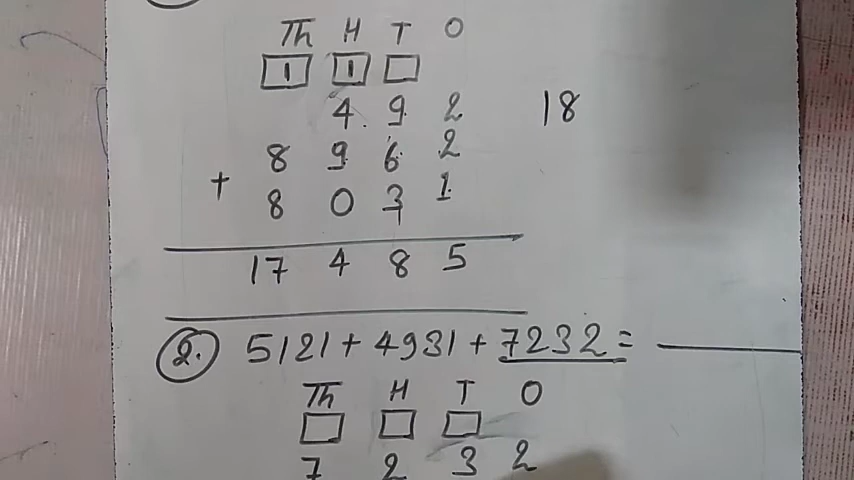 Th H T O
1 1
4 9 2
18
8 9 6 2
+ 8 0 3 1
17 4 8 5
2. 5121 + 4931 + 7232 =
Th H T O
7 2 3 2